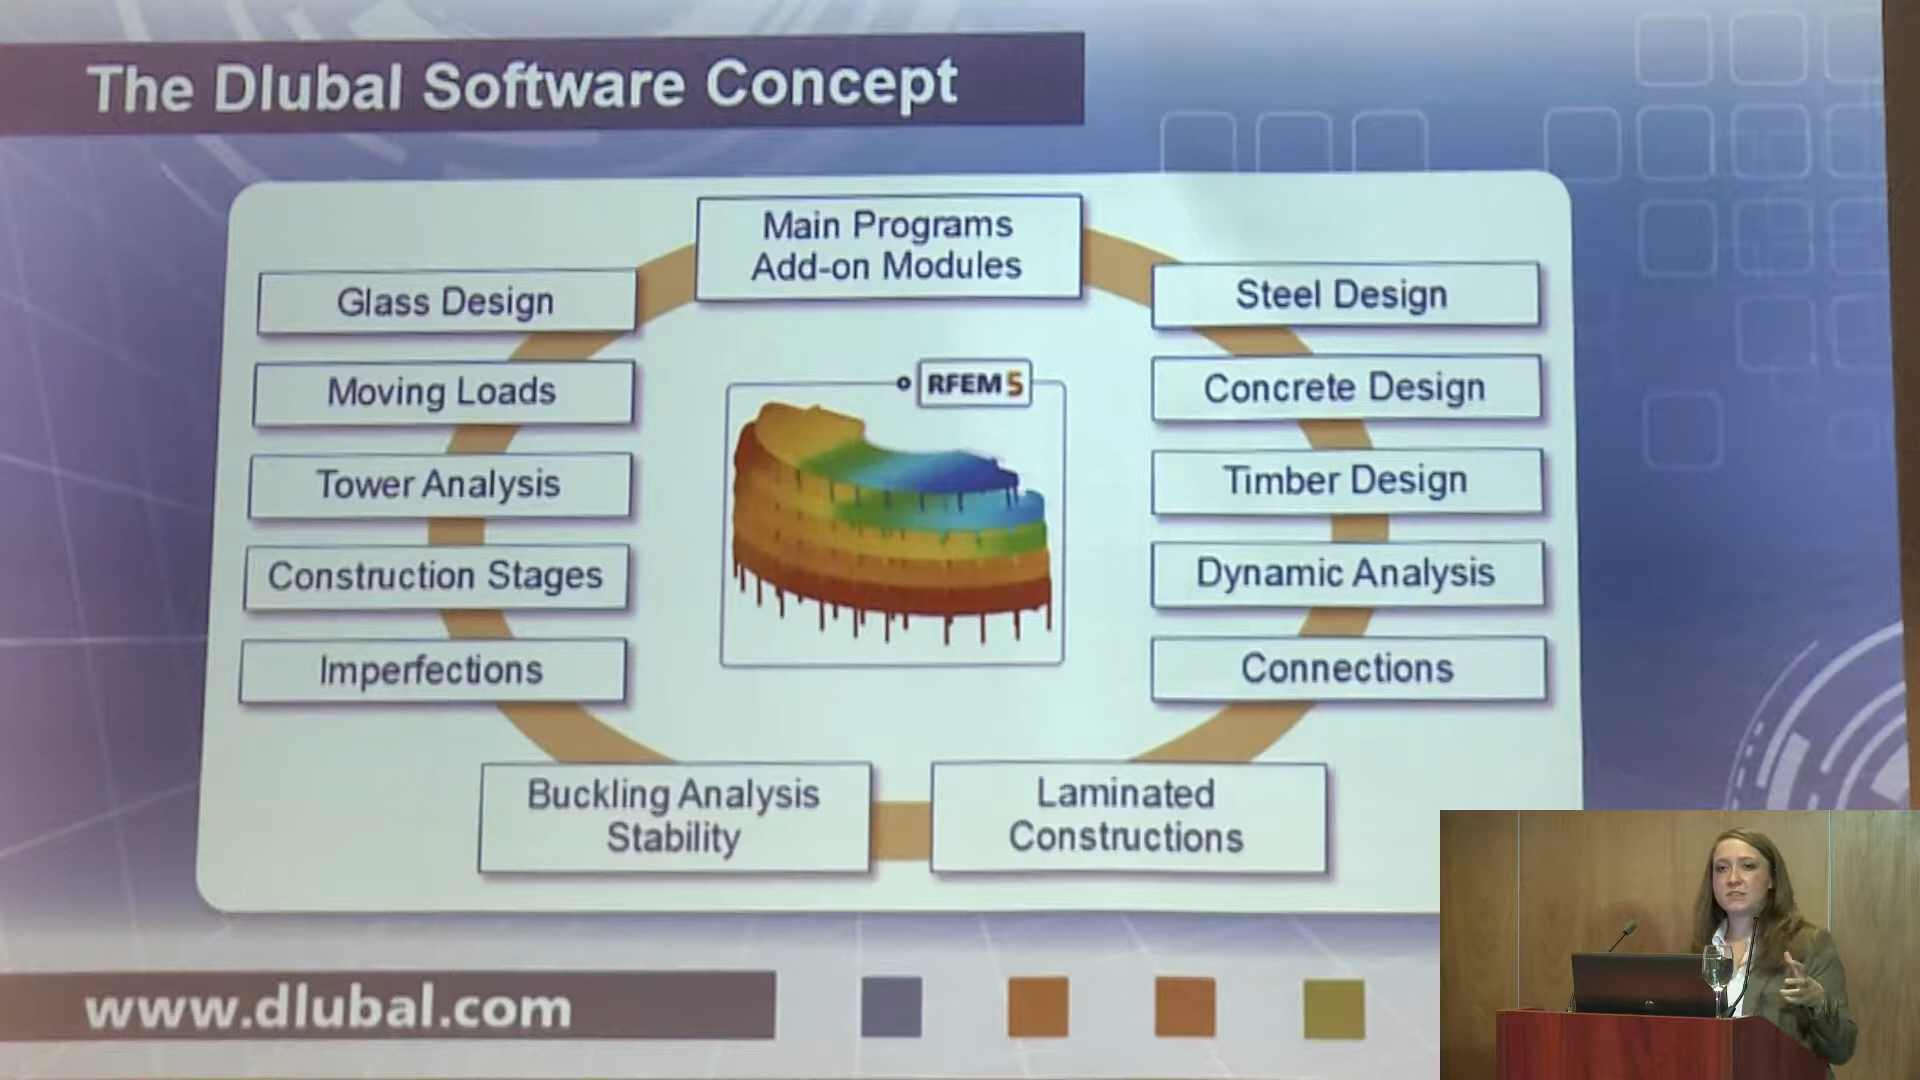 The Dlubal Software Concept
Main Programs
Add-on Modules
Glass Design
Steel Design
Moving Loads
RFEM5
Concrete Design
Tower Analysis
Timber Design
Construction Stages
Dynamic Analysis
Imperfections
Connections
Buckling Analysis
Stability
Laminated
Constructions
www.dlubal.com